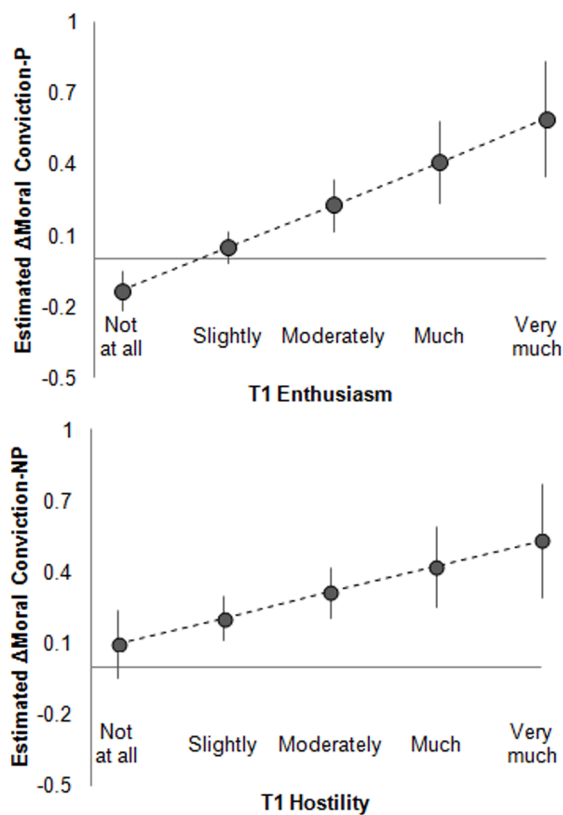 Estimated ΔMoral Conviction-P
1
0.7
0.4
0.1
-0.2
-0.5
Not
at all
Slightly
Moderately
Much
Very
much
T1 Enthusiasm
Estimated ΔMoral Conviction-NP
1
0.7
0.4
0.1
-0.2
-0.5
Not
at all
Slightly
Moderately
Much
Very
much
T1 Hostility